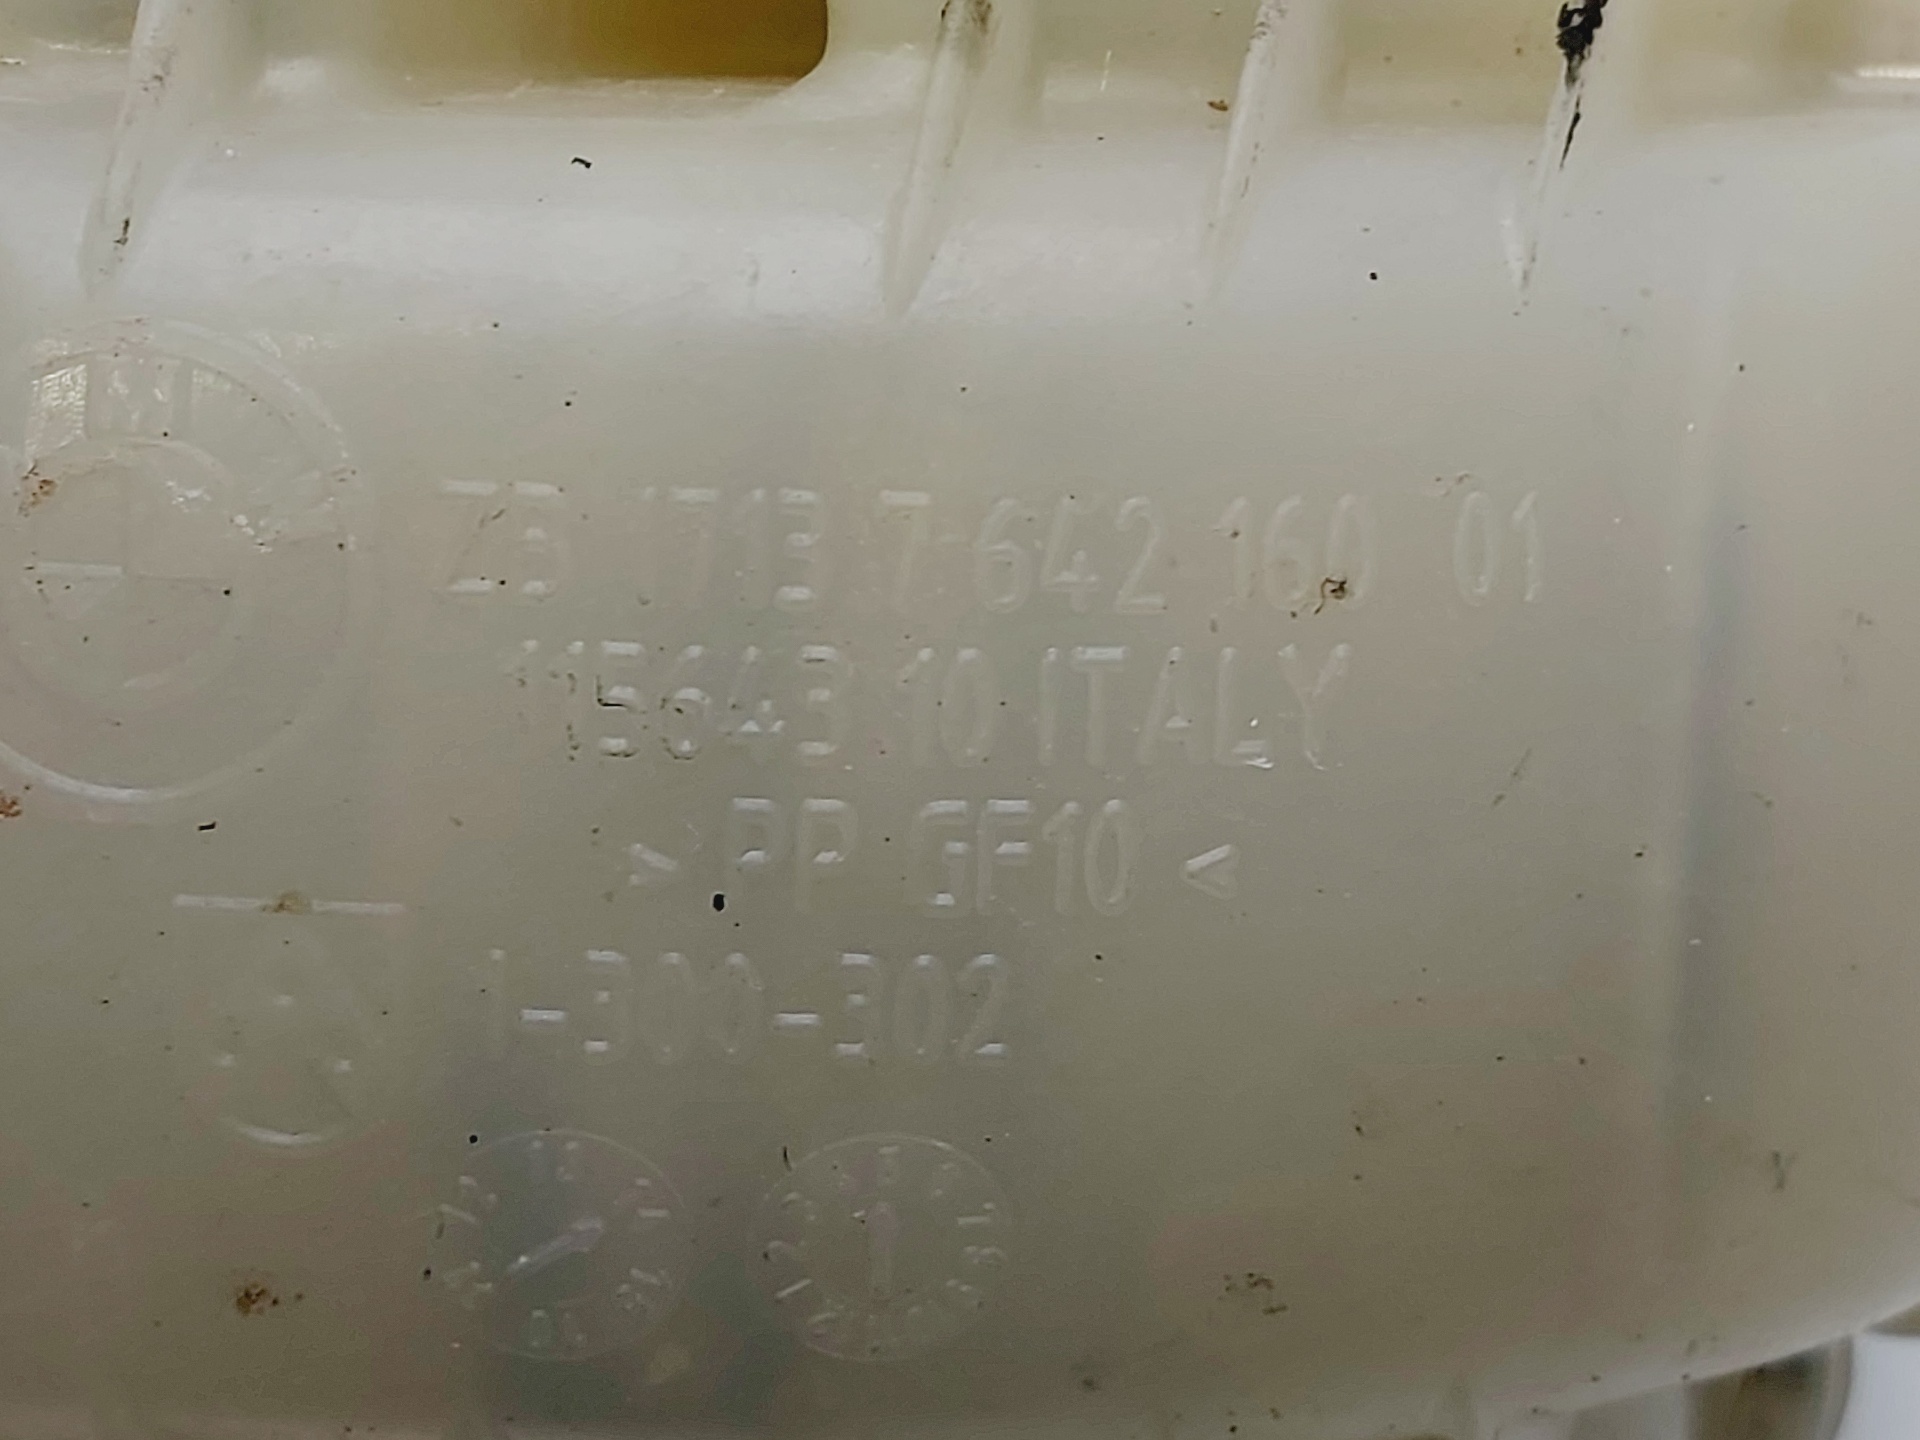 ZB 1713 7 642 160 01
115643 10 ITALY
> PP GF10 <
1-300-302